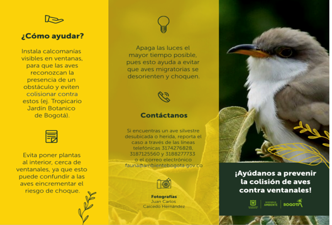 ¿Cómo ayudar?
Instala calcomanías
visibles en ventanas,
para que las aves
reconozcan la
presencia de un
obstáculo y eviten
colisionar contra
estos (ej. Tropicario
Jardín Botánico
de Bogotá).
Evita poner plantas
al interior, cerca de
ventanales, ya que esto
puede confundir a las
aves e incrementar el
riesgo de choque.
Apaga las luces el
mayor tiempo posible,
pues esto ayuda a evitar
que aves migratorias se
desorienten y choquen.
Contáctanos
Si encuentras un ave silvestre
desubicada o herida, reporta el
caso a través de las líneas
telefónicas
o al correo electrónico
Fotografías
Juan Carlos
Caicedo Hernández
¡Ayúdanos a prevenir
la colisión de aves
contra ventanales!
BOGOTÁ